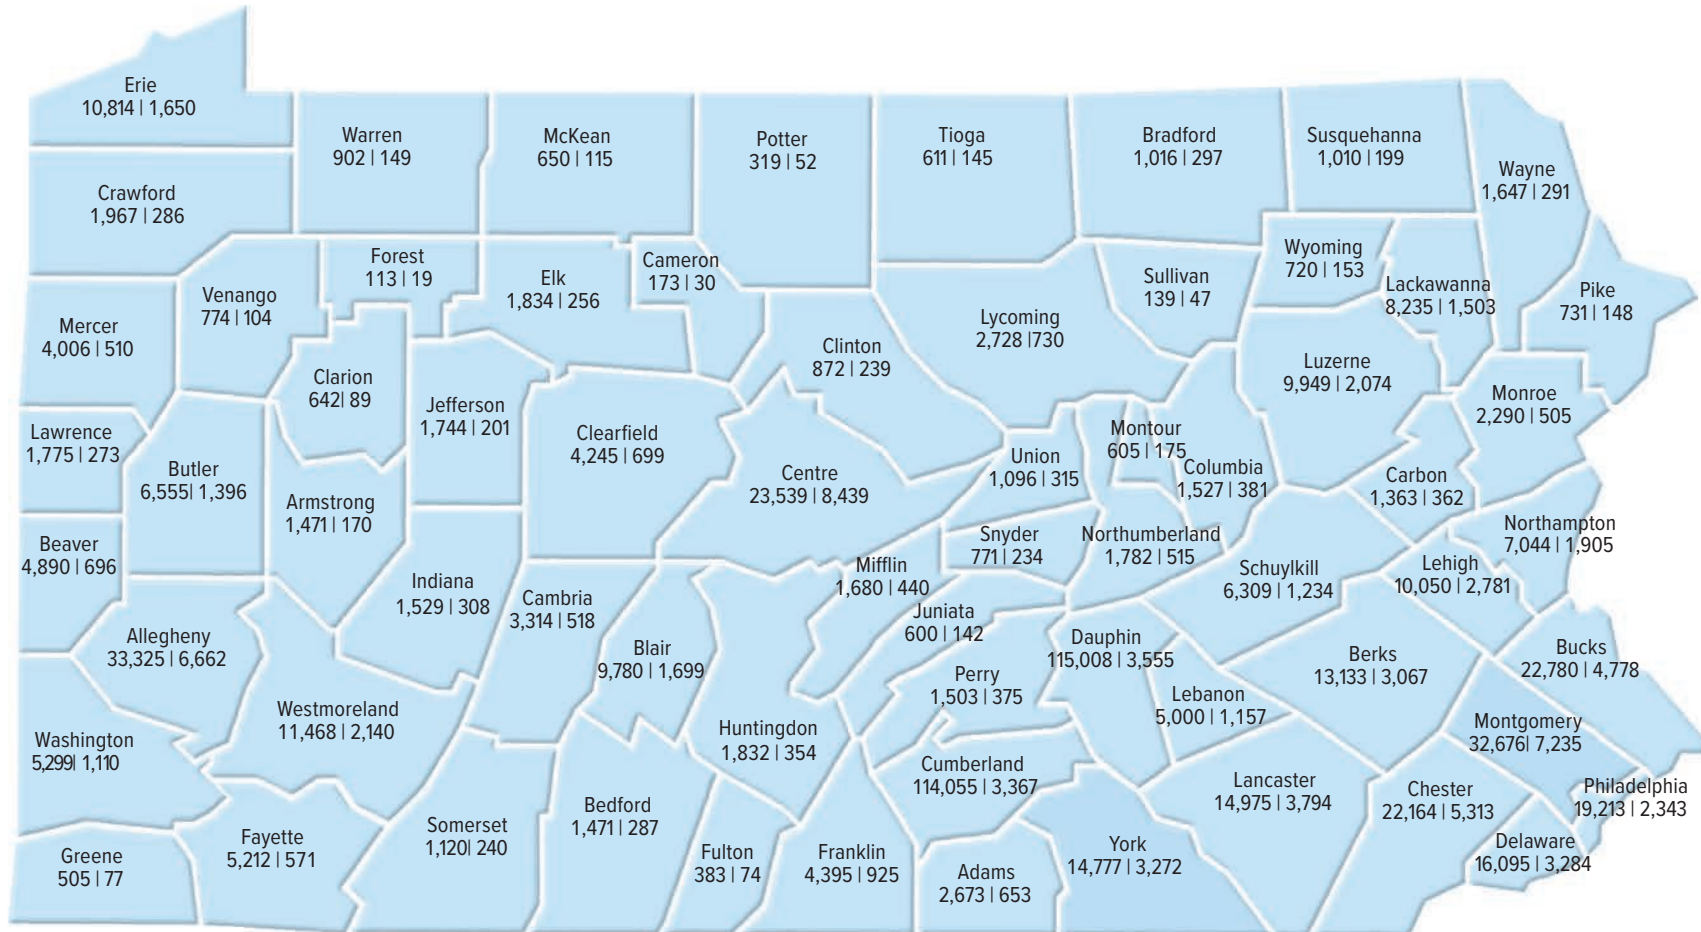 Erie
10,814 | 1,650
Warren
902 | 149
McKean
650 | 115
Potter
319 | 52
Tioga
611 | 145
Bradford
1,016 | 297
Susquehanna
1,010 | 199
Wayne
1,647 | 291
Crawford
1,967 | 286
Forest
113 | 19
Elk
1,834 | 256
Cameron
173 | 30
Sullivan
139 | 47
Wyoming
720 | 153
Lackawanna
8,235 | 1,503
Pike
731 | 148
Venango
774 | 104
Mercer
4,006 | 510
Clinton
872 | 239
Lycoming
2,728 |730
Luzerne
9,949 | 2,074
Monroe
2,290 | 505
Clarion
642| 89
Jefferson
1,744 | 201
Lawrence
1,775 | 273
Clearfield
4,245 | 699
Butler
6,555| 1,396
Centre
23,539 | 8,439
Union
1,096 | 315
Montour
605 | 175
Columbia
1,527 | 381
Carbon
1,363 | 362
Armstrong
1,471 | 170
Northampton
7,044 | 1,905
Beaver
4,890 | 696
Snyder
771 | 234
Northumberland
1,782 | 515
Mifflin
1,680 | 440
Schuylkill
6,309 | 1,234
Lehigh
10,050 | 2,781
Indiana
1,529 | 308
Cambria
3,314 | 518
Juniata
600 | 142
Allegheny
33,325 | 6,662
Blair
9,780 | 1,699
Dauphin
115,008 | 3,555
Berks
13,133 | 3,067
Bucks
22,780 | 4,778
Perry
1,503 | 375
Lebanon
5,000 | 1,157
Westmoreland
11,468 | 2,140
Huntingdon
1,832 | 354
Montgomery
32,676| 7,235
Washington
5,299| 1,110
Cumberland
114,055 | 3,367
Lancaster
14,975 | 3,794
Chester
22,164 | 5,313
Philadelphia
19,213 | 2,343
Bedford
1,471 | 287
Somerset
1,120| 240
Fayette
5,212 | 571
Greene
505 | 77
Fulton
383 | 74
Franklin
4,395 | 925
Adams
2,673 | 653
York
14,777 | 3,272
Delaware
16,095 | 3,284